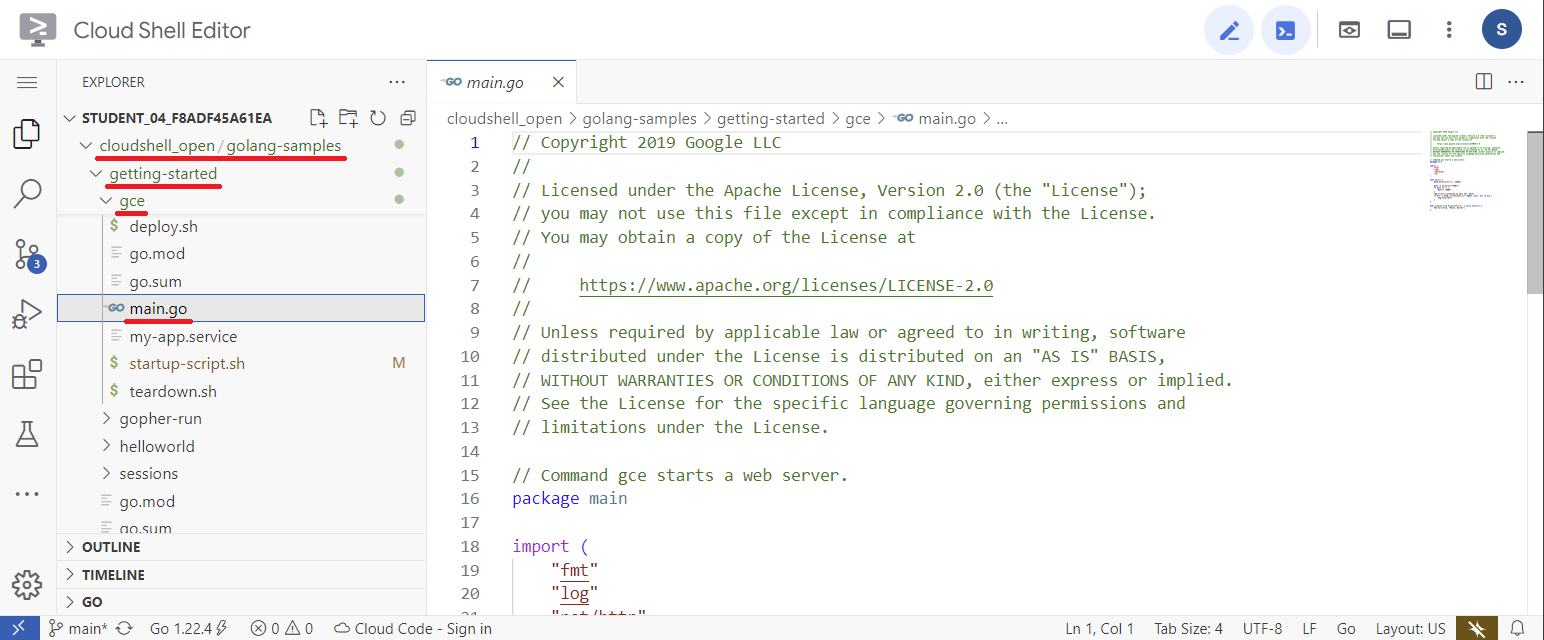 Cloud Shell Editor
S
EXPLORER
STUDENT_04_F8ADF45A61EA
cloudshell_open / golang-samples
getting-started
gce
$ deploy.sh
go.mod
go.sum
GO main.go
my-app.service
$ startup-script.sh M
$ teardown.sh
gopher-run
helloworld
sessions
go.mod
go.sum
OUTLINE
TIMELINE
GO
3
GO main.go
cloudshell_open > golang-samples > getting-started > gce > GO main.go > ...
1 // Copyright 2019 Google LLC
2 //
3 // Licensed under the Apache License, Version 2.0 (the "License");
4 // you may not use this file except in compliance with the License.
5 // You may obtain a copy of the License at
6 //
7 // https://www.apache.org/licenses/LICENSE-2.0
8 //
9 // Unless required by applicable law or agreed to in writing, software
10 // distributed under the License is distributed on an "AS IS" BASIS,
11 // WITHOUT WARRANTIES OR CONDITIONS OF ANY KIND, either express or implied.
12 // See the License for the specific language governing permissions and
13 // limitations under the License.
14
15 // Command gce starts a web server.
16 package main
17
18 import (
19 "fmt"
20 "log"
21 "net/http"
main* Go 1.22.4 0 0 Cloud Code - Sign in Ln 1, Col 1 Tab Size: 4 UTF-8 LF Go Layout: US